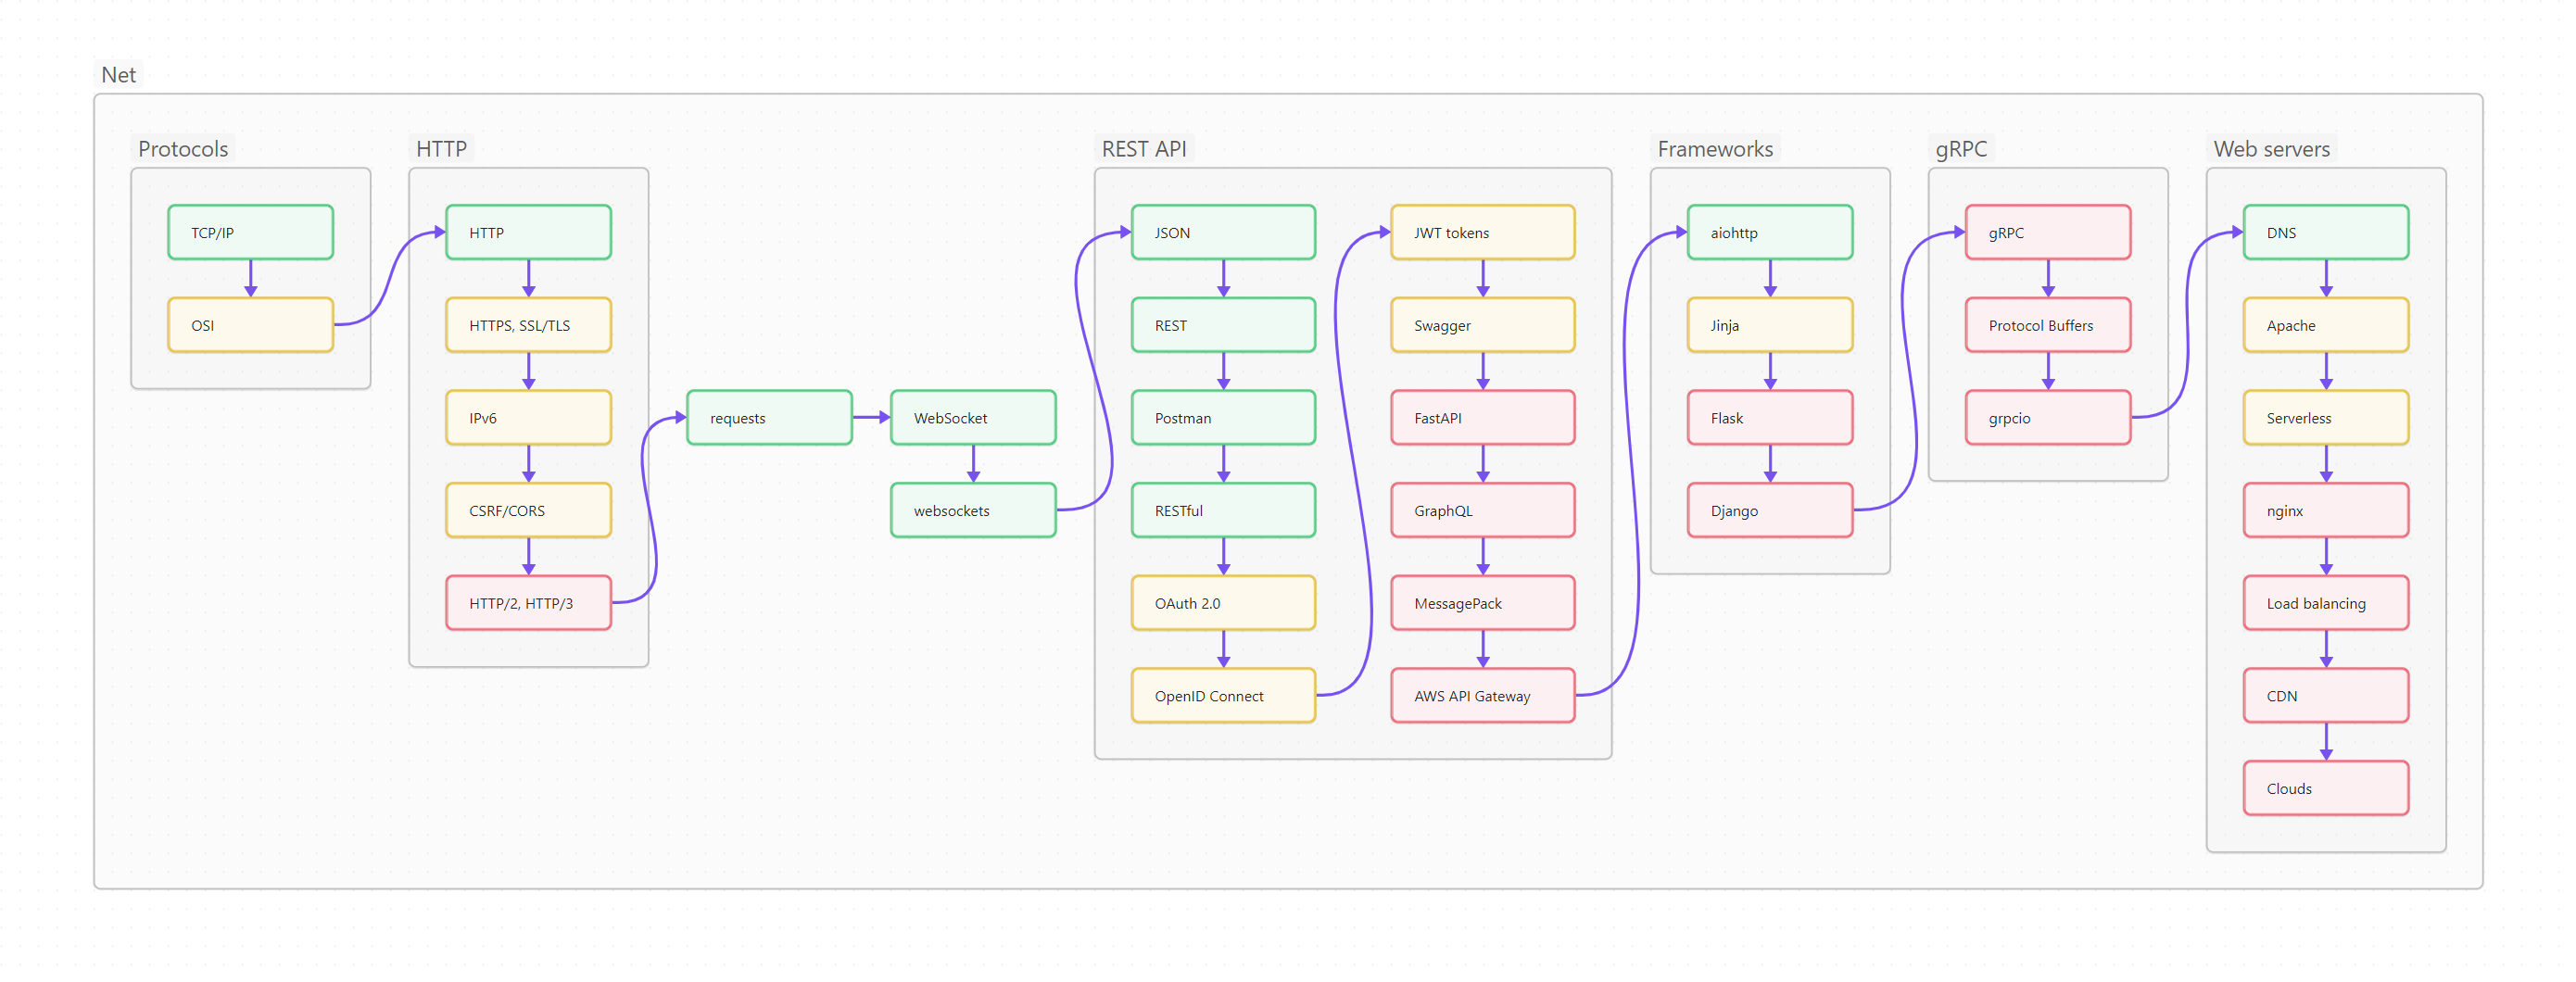 Net
Protocols
TCP/IP
OSI
HTTP
HTTP
HTTPS, SSL/TLS
IPv6
CSRF/CORS
HTTP/2, HTTP/3
requests
WebSocket
websockets
REST API
JSON
REST
Postman
RESTful
OAuth 2.0
OpenID Connect
JWT tokens
Swagger
FastAPI
GraphQL
MessagePack
AWS API Gateway
Frameworks
aiohttp
Jinja
Flask
Django
gRPC
gRPC
Protocol Buffers
grpcio
Web servers
DNS
Apache
Serverless
nginx
Load balancing
CDN
Clouds